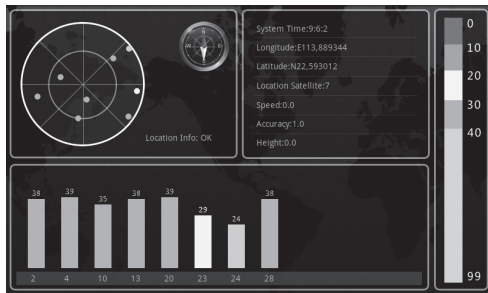 N
W
E
S
Location Info: OK
System Time:9:6:2
Longitude:E113,889344
Latitude:N22,593012
Location Satellite:7
Speed:0.0
Accuracy:1.0
Height:0.0
0
10
20
30
40
99
38 39 35 38 39 29 24 38
2 4 10 13 20 23 24 28